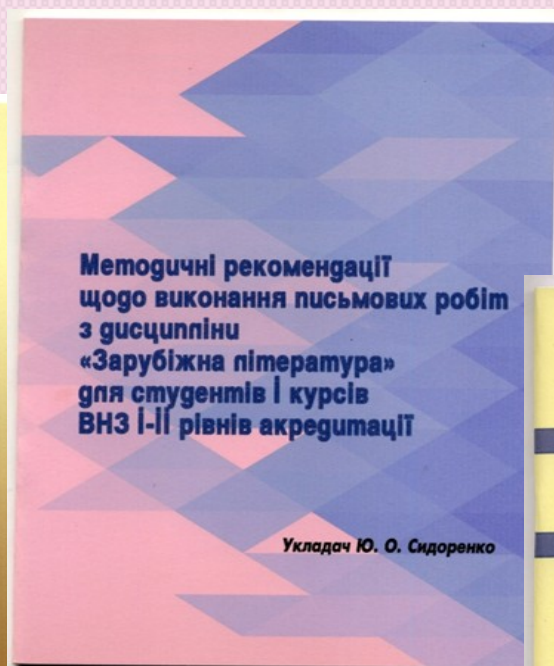 Методичні рекомендації
щодо виконання письмових робіт
з дисципліни
«Зарубіжна література»
для студентів І курсів
ВНЗ І-ІІ рівнів акредитації
Укладач Ю. О. Сидоренко